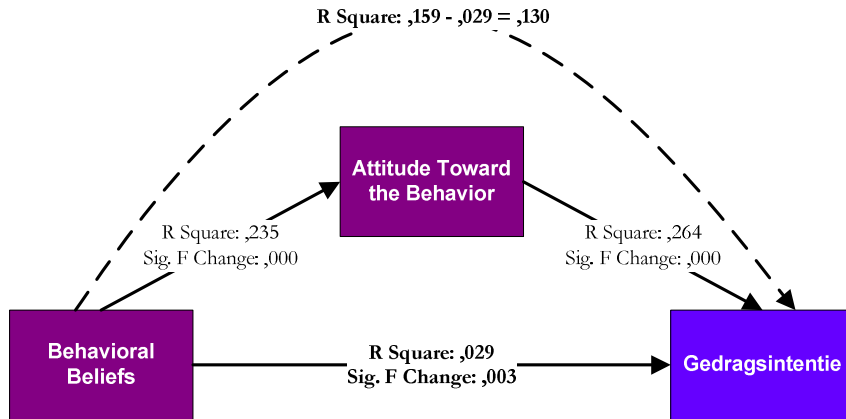 R Square: ,159 - ,029 = ,130
Attitude Toward
the Behavior
R Square: ,235
Sig. F Change: ,000
R Square: ,264
Sig. F Change: ,000
Behavioral
Beliefs
R Square: ,029
Sig. F Change: ,003
Gedragsintentie